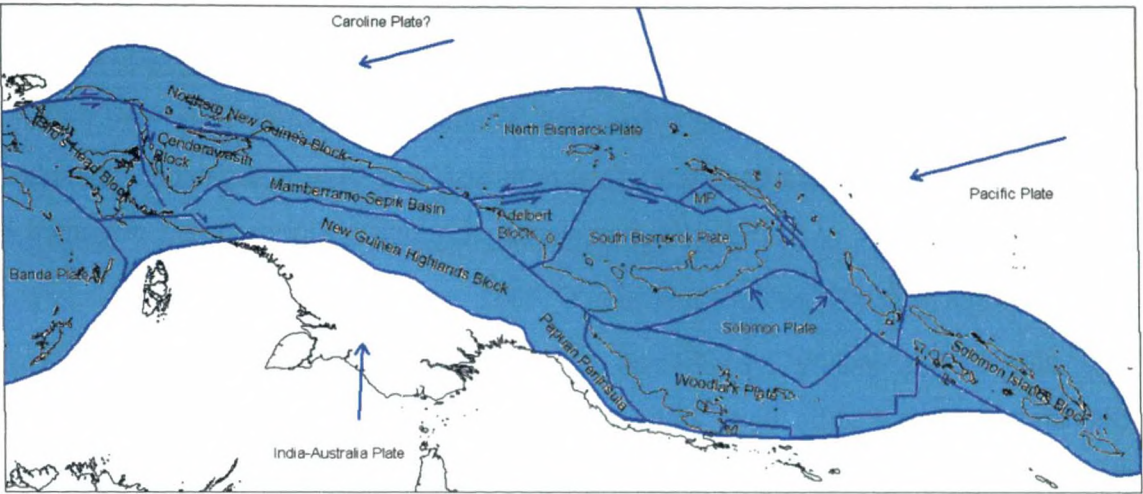 Caroline Plate?
Northern New Guinea Block
North Bismarck Plate
Bird's Head Block
Cenderawasih
Block
Pacific Plate
Mamberramo-Sepik Basin
MP
Adelbert
Block
South Bismarck Plate
New Guinea Highlands Block
Banda Plate
Solomon Plate
Papuan Peninsula
Solomon Islands Block
Woodlark Plate
India-Australia Plate